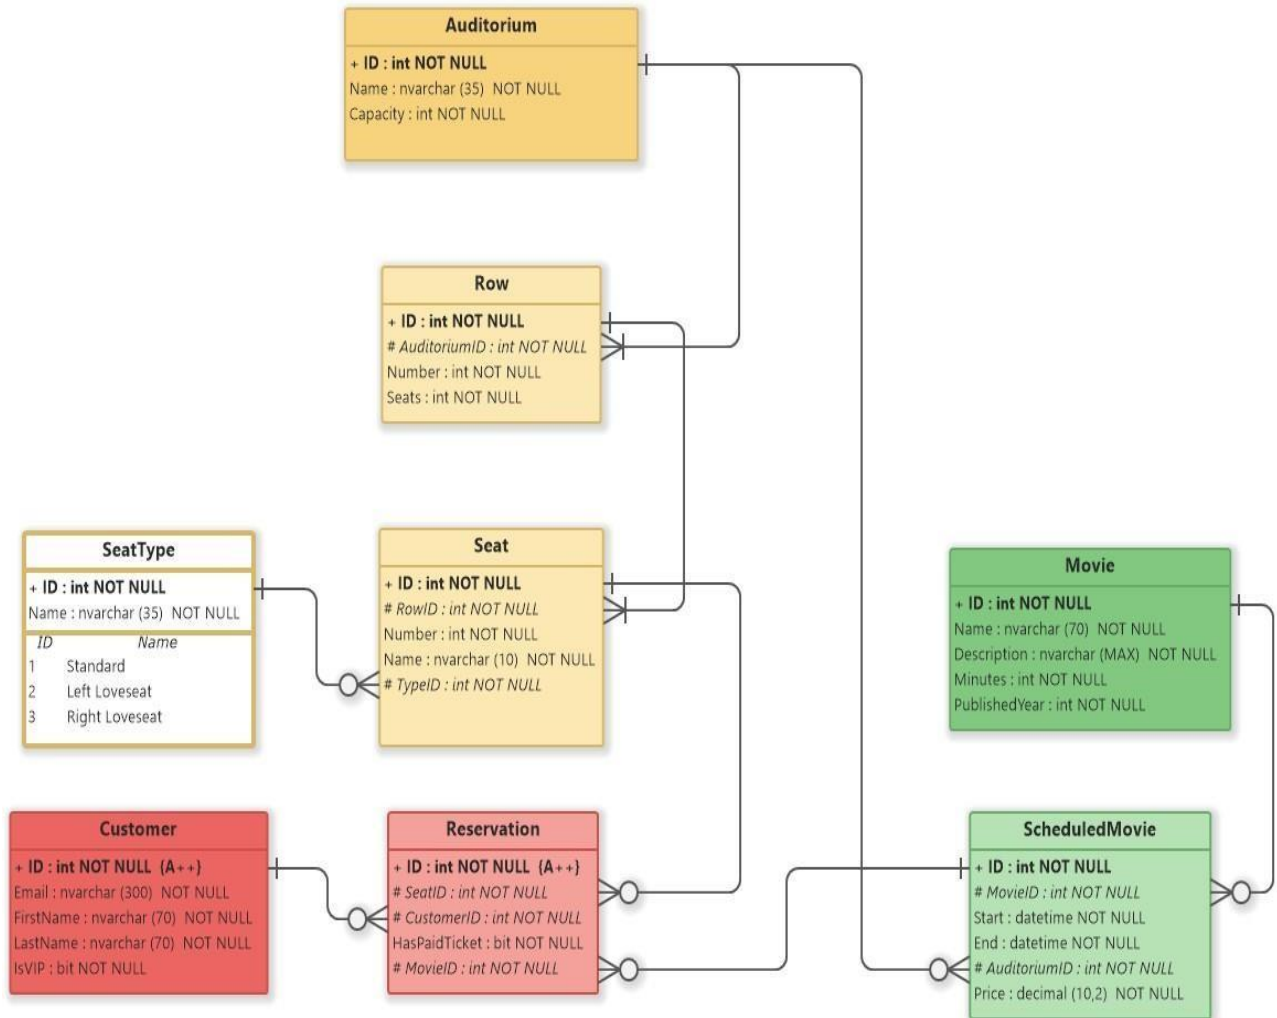 Auditorium
+ ID : int NOT NULL
Name : nvarchar (35) NOT NULL
Capacity : int NOT NULL
Row
+ ID : int NOT NULL
# AuditoriumID : int NOT NULL
Number : int NOT NULL
Seats : int NOT NULL
SeatType
+ ID : int NOT NULL
Name : nvarchar (35) NOT NULL
ID Name
1 Standard
2 Left Loveseat
3 Right Loveseat
Seat
+ ID : int NOT NULL
# RowID : int NOT NULL
Number : int NOT NULL
Name : nvarchar (10) NOT NULL
# TypeID : int NOT NULL
Movie
+ ID : int NOT NULL
Name : nvarchar (70) NOT NULL
Description : nvarchar (MAX) NOT NULL
Minutes : int NOT NULL
PublishedYear : int NOT NULL
Customer
+ ID : int NOT NULL (A++)
Email : nvarchar (300) NOT NULL
FirstName : nvarchar (70) NOT NULL
LastName : nvarchar (70) NOT NULL
IsVIP : bit NOT NULL
Reservation
+ ID : int NOT NULL (A++)
# SeatID : int NOT NULL
# CustomerID : int NOT NULL
HasPaidTicket : bit NOT NULL
# MovieID : int NOT NULL
ScheduledMovie
+ ID : int NOT NULL
# MovieID : int NOT NULL
Start : datetime NOT NULL
End : datetime NOT NULL
# AuditoriumID : int NOT NULL
Price : decimal (10,2) NOT NULL